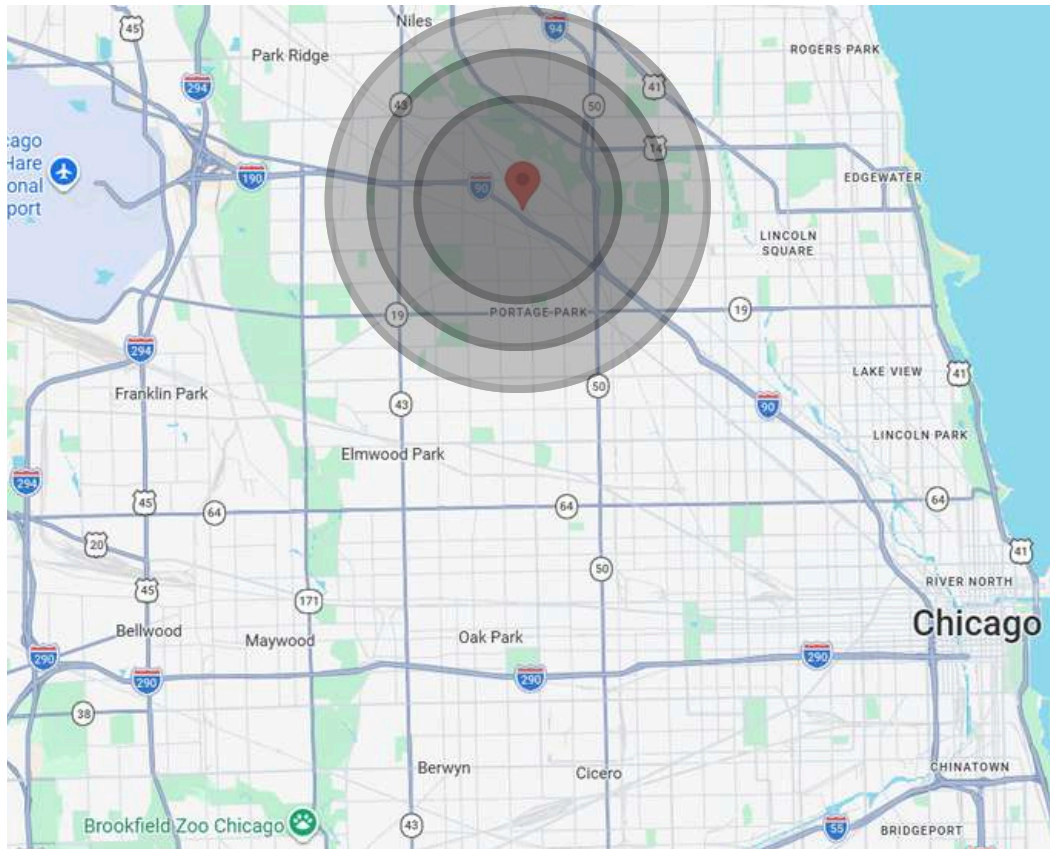 45
Niles
94
ROGERS PARK
Park Ridge
294
41
43
50
cago
Hare
onal
port
14
190
90
EDGEWATER
LINCOLN
SQUARE
19
PORTAGE PARK
19
294
LAKE VIEW
41
Franklin Park
50
43
90
LINCOLN PARK
Elmwood Park
294
45
64
64
64
20
41
50
45
RIVER NORTH
171
Chicago
Bellwood
Maywood
Oak Park
290
290
290
290
38
Berwyn
Cicero
CHINATOWN
Brookfield Zoo Chicago
43
55
BRIDGEPORT